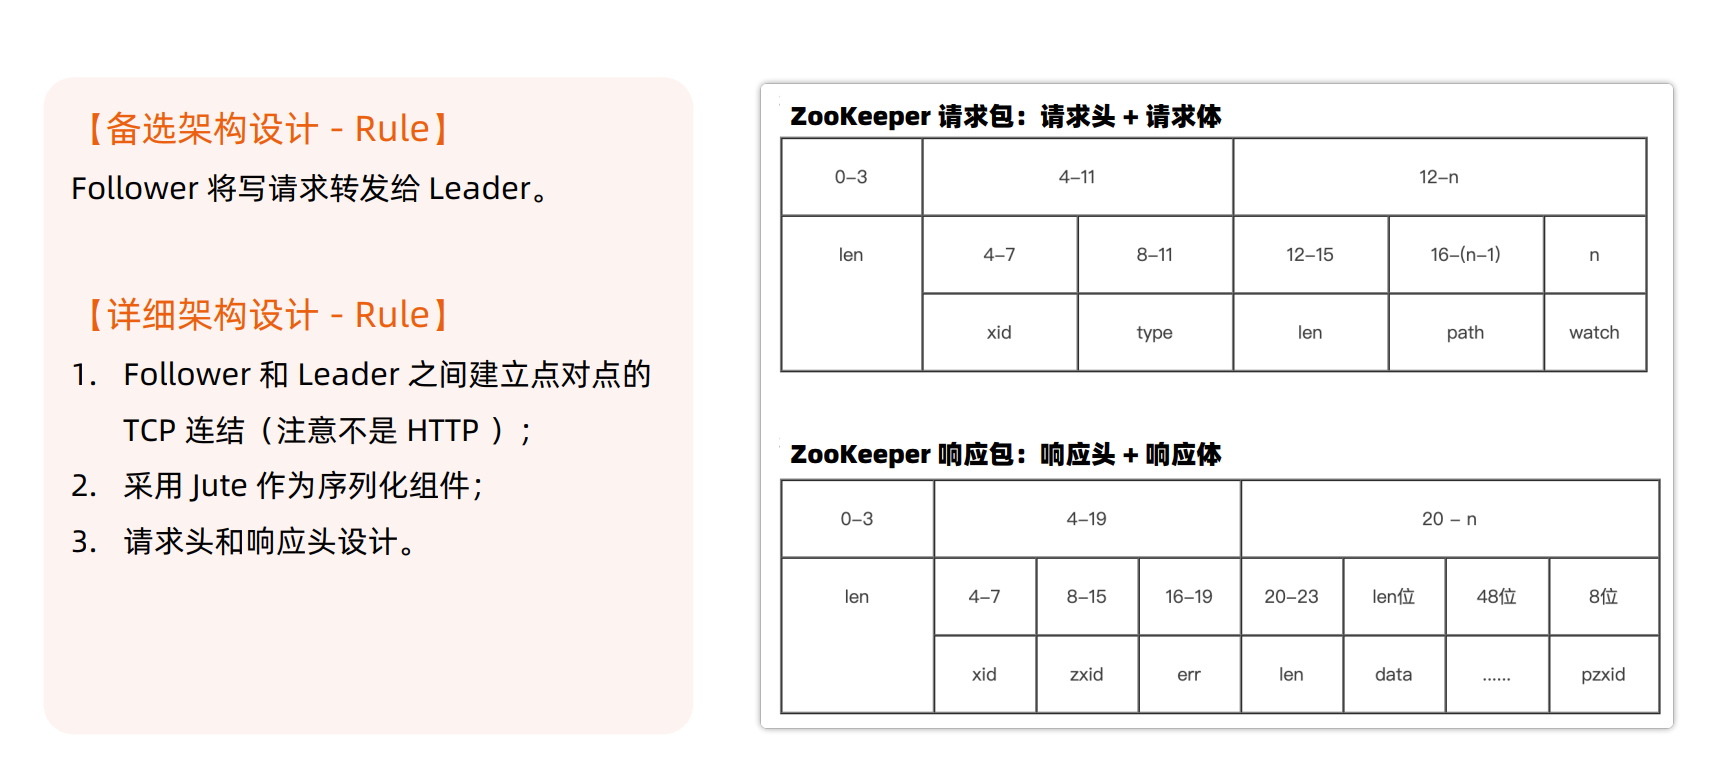 【备选架构设计 - Rule】
Follower 将写请求转发给 Leader。
【详细架构设计 - Rule】
1. Follower 和 Leader 之间建立点对点的
TCP 连结（注意不是 HTTP ）；
2. 采用 Jute 作为序列化组件；
3. 请求头和响应头设计。
ZooKeeper 请求包：请求头 + 请求体
0-3 4-11 12-n
len 4-7 8-11 12-15 16-(n-1) n
xid type len path watch
ZooKeeper 响应包：响应头 + 响应体
0-3 4-19 20 - n
len 4-7 8-15 16-19 20-23 len位 48位 8位
xid zxid err len data ...... pzxid